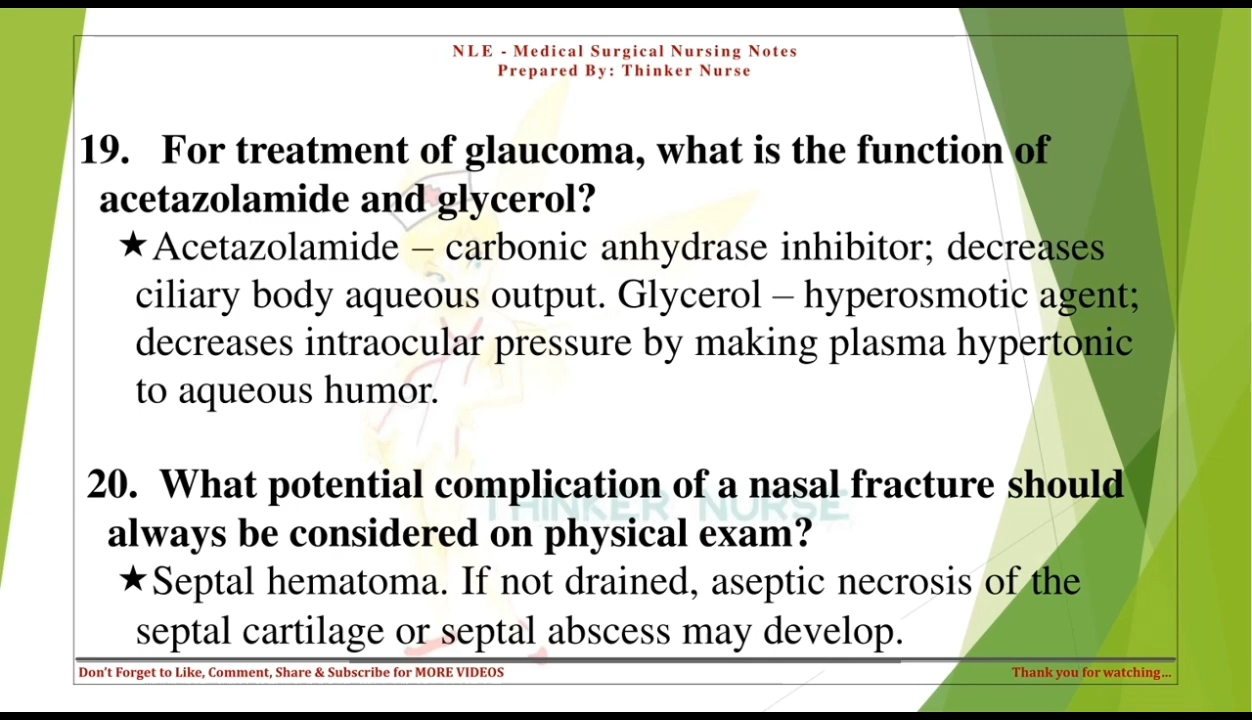 NLE - Medical Surgical Nursing Notes
Prepared By: Thinker Nurse
19. For treatment of glaucoma, what is the function of
acetazolamide and glycerol?
★Acetazolamide – carbonic anhydrase inhibitor; decreases
ciliary body aqueous output. Glycerol – hyperosmotic agent;
decreases intraocular pressure by making plasma hypertonic
to aqueous humor.
20. What potential complication of a nasal fracture should
THINKER NURSE
always be considered on physical exam?
★Septal hematoma. If not drained, aseptic necrosis of the
septal cartilage or septal abscess may develop.
Don't Forget to Like, Comment, Share & Subscribe for MORE VIDEOS
Thank you for watching...